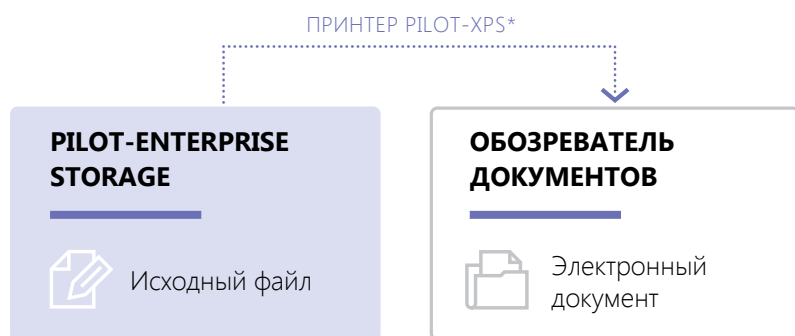 ПРИНТЕР PILOT-XPS*
PILOT-ENTERPRISE
STORAGE
Исходный файл
ОБОЗРЕВАТЕЛЬ
ДОКУМЕНТОВ
Электронный
документ